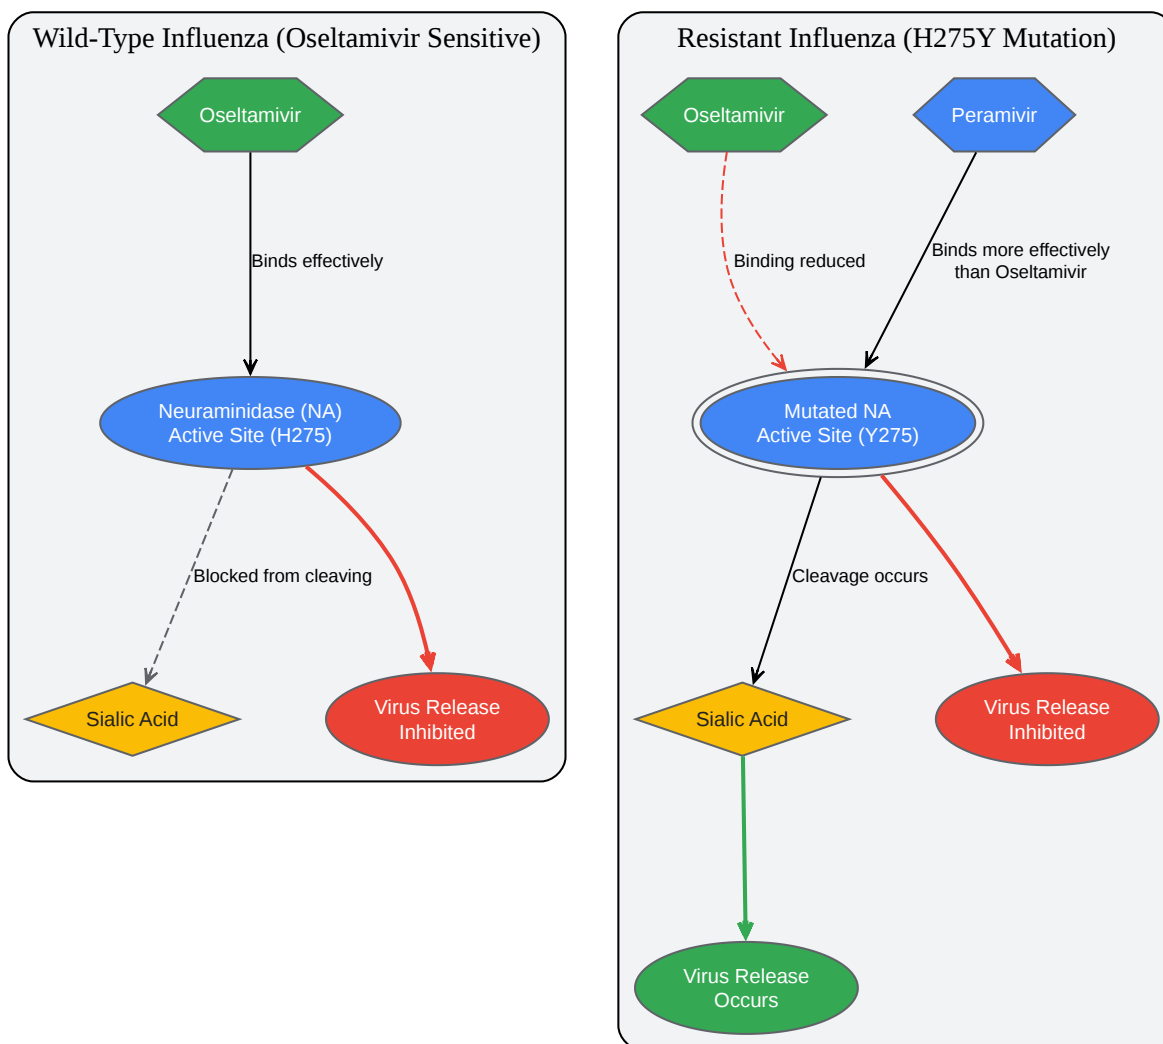 Wild-Type Influenza (Oseltamivir Sensitive)
Oseltamivir
Binds effectively
Neuraminidase (NA)
Active Site (H275)
Blocked from cleaving
Sialic Acid
Virus Release
Inhibited
Resistant Influenza (H275Y Mutation)
Oseltamivir
Peramivir
Binding reduced
Binds more effectively
than Oseltamivir
Mutated NA
Active Site (Y275)
Cleavage occurs
Sialic Acid
Virus Release
Inhibited
Virus Release
Occurs